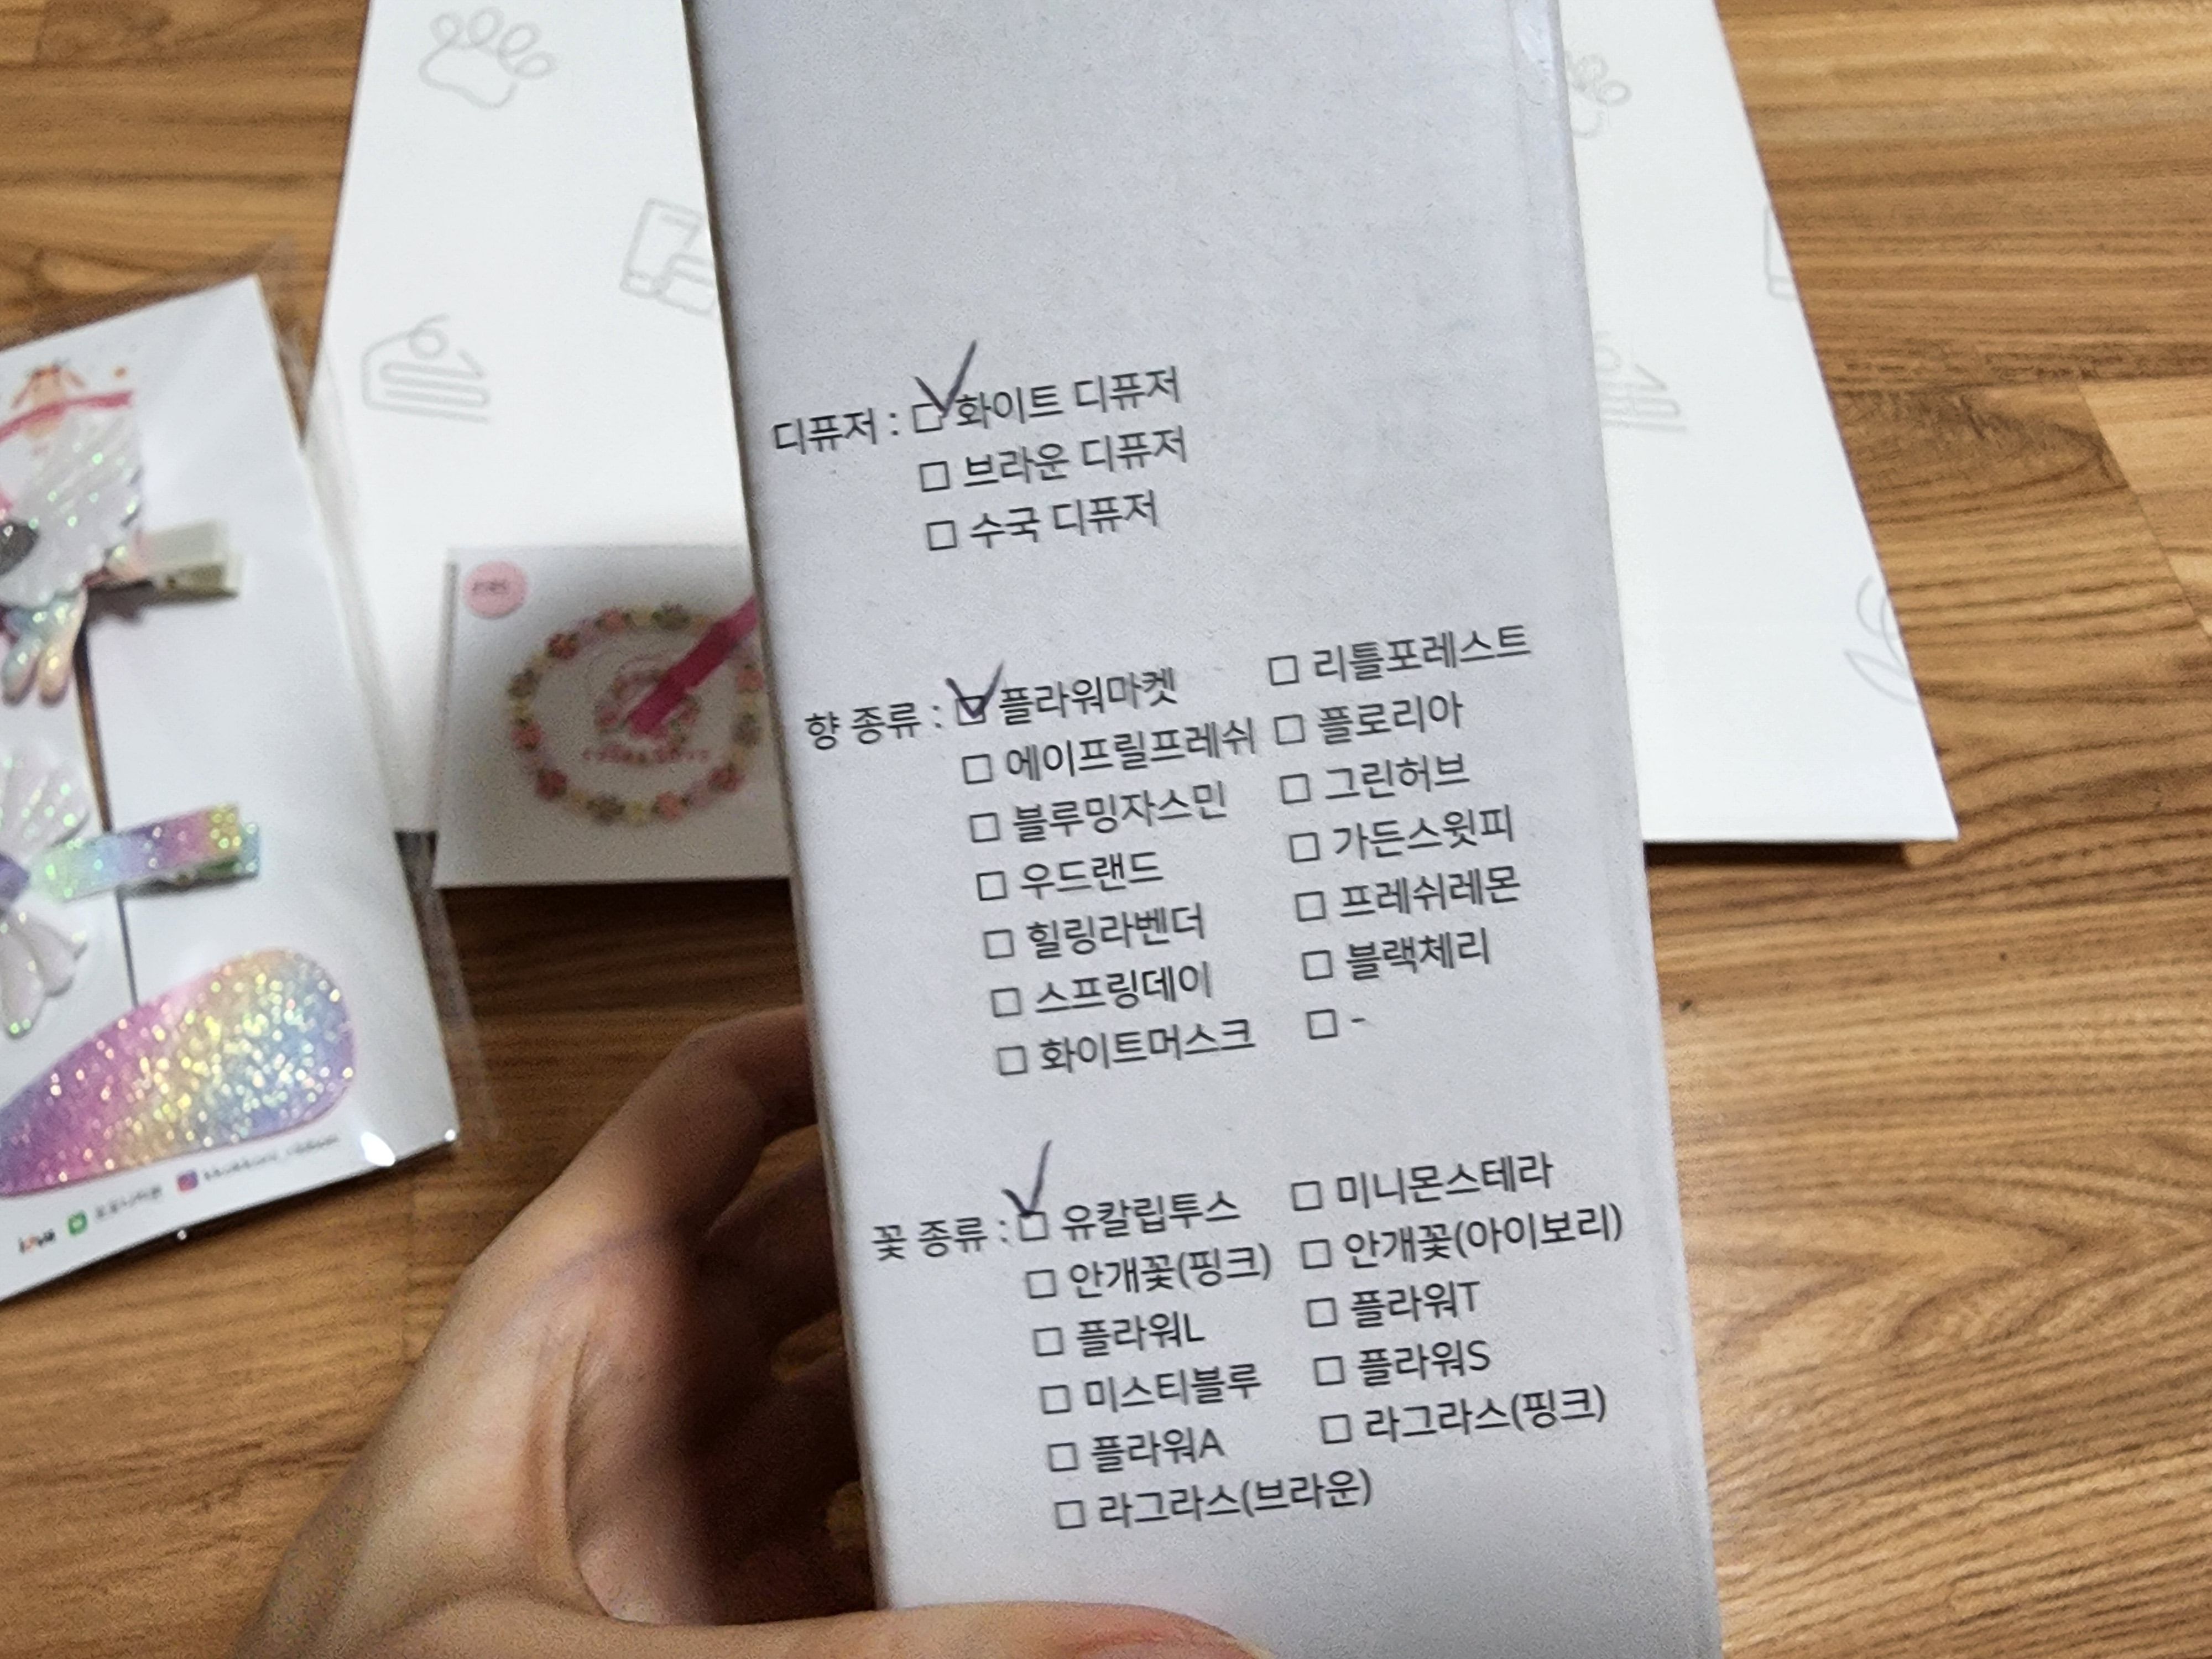 디퓨저 : □ 화이트 디퓨저
□ 브라운 디퓨저
□ 수국 디퓨저
향 종류 : □ 플라워마켓 □ 리틀포레스트
□ 에이프릴프레쉬 □ 플로리아
□ 블루밍자스민 □ 그린허브
□ 우드랜드 □ 가든스윗피
□ 힐링라벤더 □ 프레쉬레몬
□ 스프링데이 □ 블랙체리
□ 화이트머스크 □ -
꽃 종류 : □ 유칼립투스 □ 미니몬스테라
□ 안개꽃(핑크) □ 안개꽃(아이보리)
□ 플라워L □ 플라워T
□ 미스티블루 □ 플라워S
□ 플라워A □ 라그라스(핑크)
□ 라그라스(브라운)